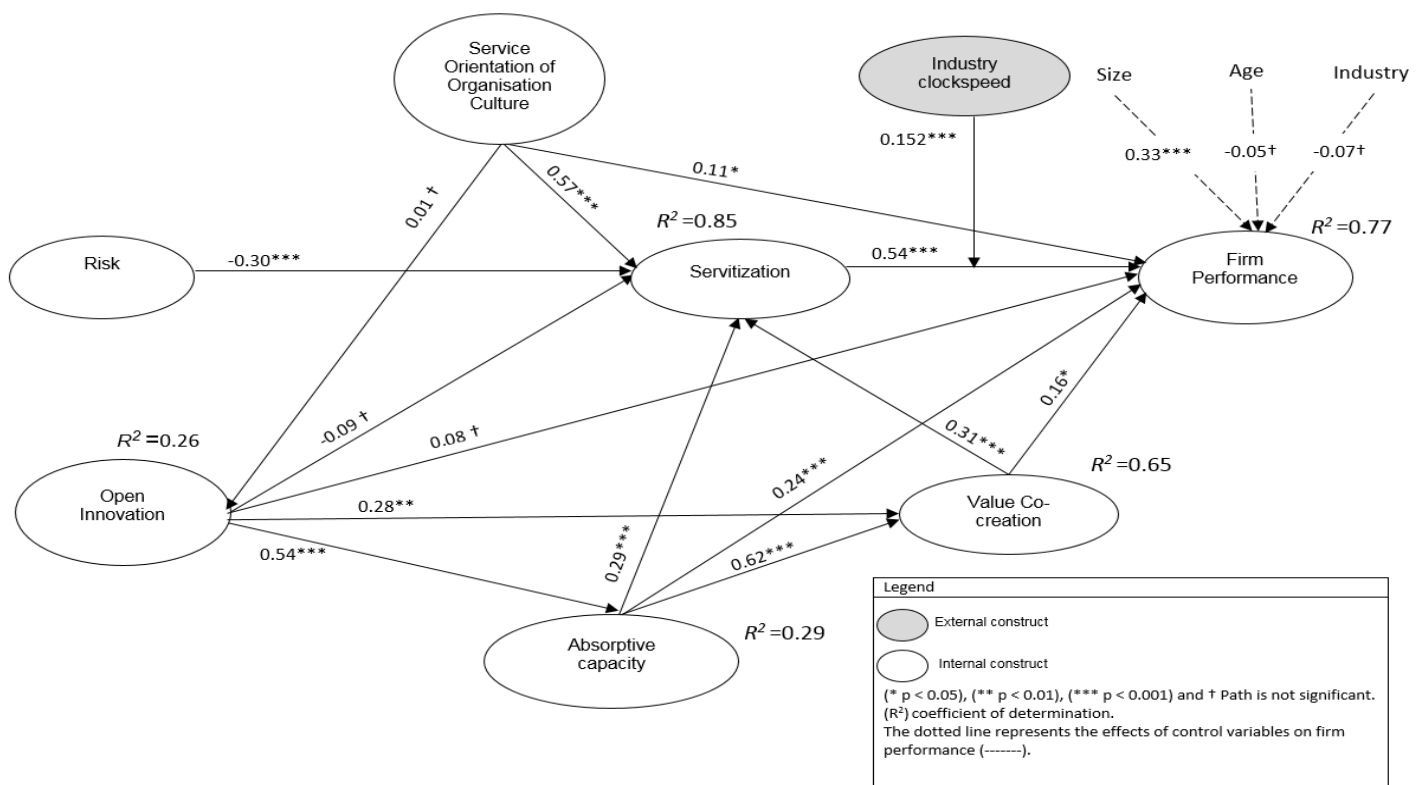 Service
Orientation of
Organisation
Culture
Industry
clockspeed
Size
Age
Industry
0.152***
0.33***
-0.05†
-0.07†
0.11*
0.57***
0.01 †
R² =0.85
R² =0.77
Risk
-0.30***
Servitization
0.54***
Firm
Performance
-0.09 †
0.08 †
0.16*
0.31***
R² =0.26
R² =0.65
Open
Innovation
0.28**
0.24***
Value Co-
creation
0.54***
0.29***
0.62***
Absorptive
capacity
R² =0.29
Legend
External construct
Internal construct
(* p < 0.05), (** p < 0.01), (*** p < 0.001) and † Path is not significant.
(R²) coefficient of determination.
The dotted line represents the effects of control variables on firm
performance (-------).